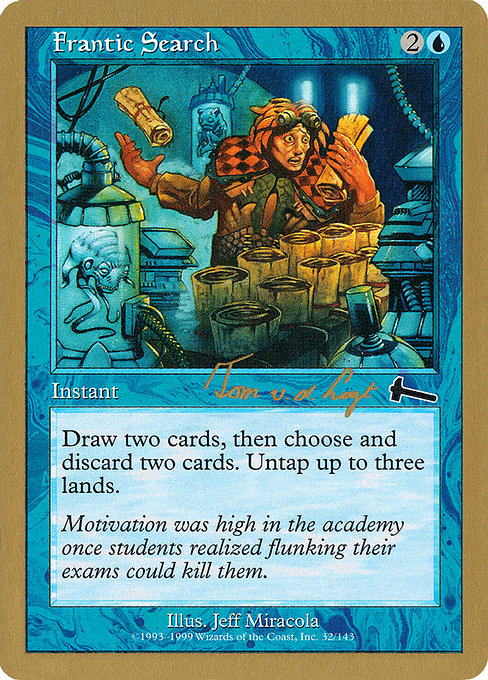 Frantic Search 2
Tom v. d. Logt
Instant
Draw two cards, then choose and
discard two cards. Untap up to three
lands.
Motivation was high in the academy
once students realized flunking their
exams could kill them.
Illus. Jeff Miracola
©1993-1999 Wizards of the Coast, Inc. 32/143